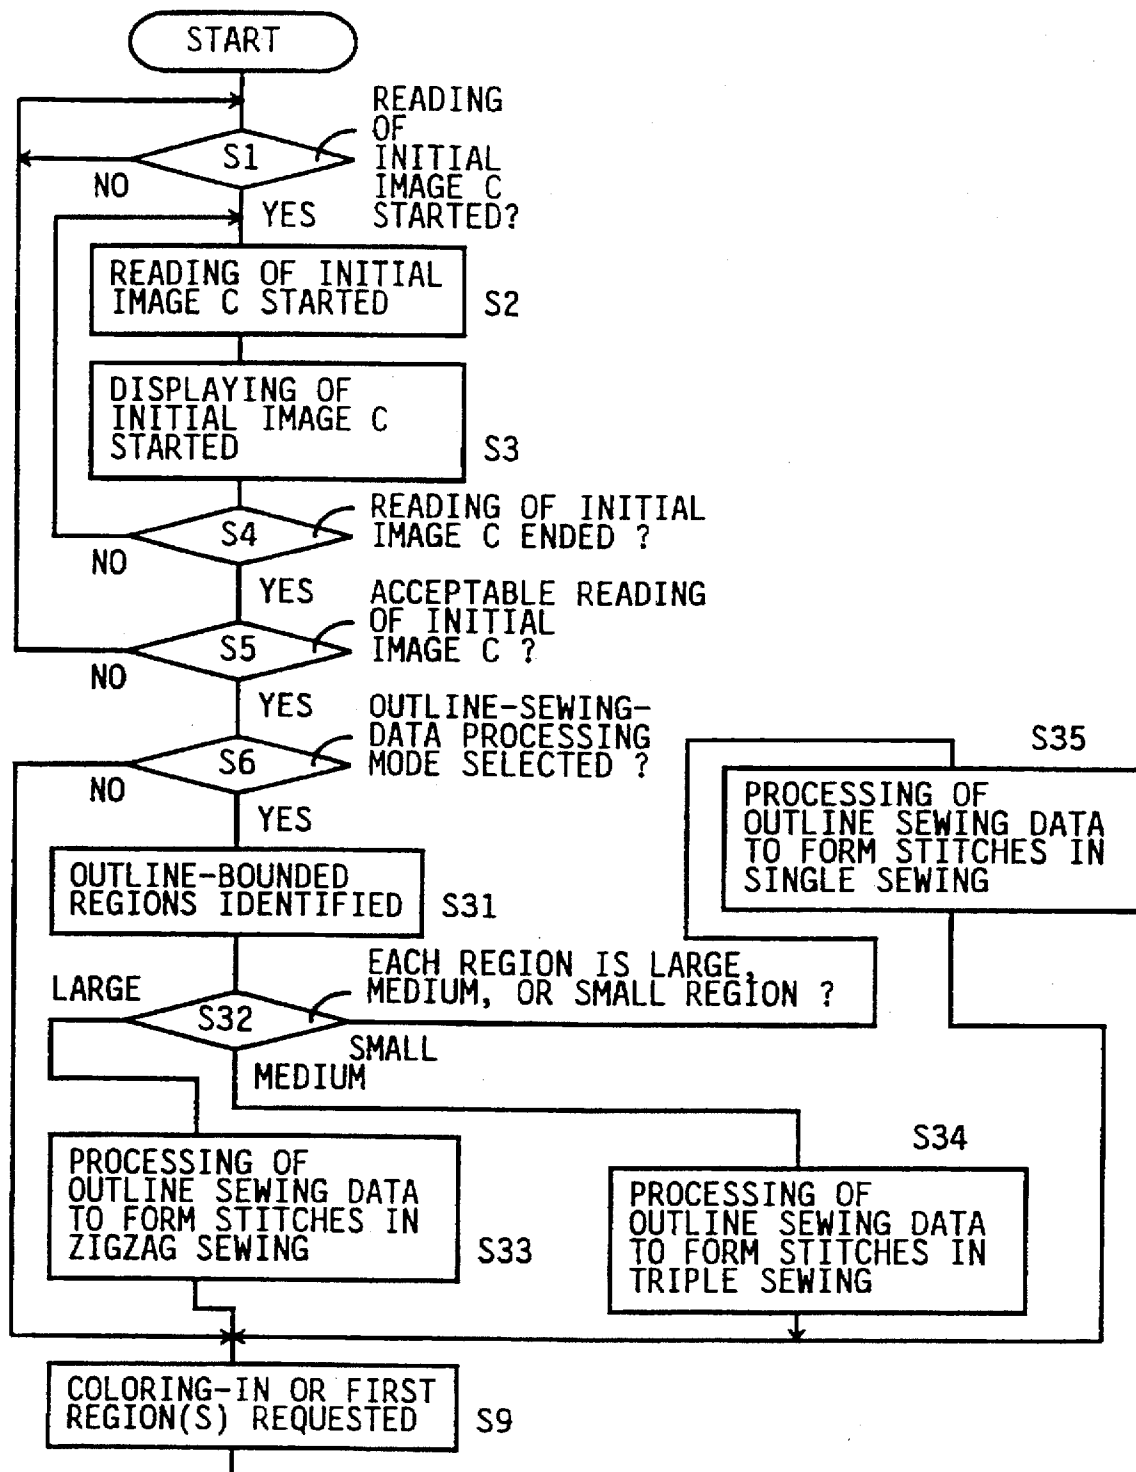 START
READING
OF
INITIAL
IMAGE C
STARTED?
S1
NO
YES
READING OF INITIAL
IMAGE C STARTED
S2
DISPLAYING OF
INITIAL IMAGE C
STARTED
S3
READING OF INITIAL
IMAGE C ENDED ?
S4
NO
YES
ACCEPTABLE READING
OF INITIAL
IMAGE C ?
S5
NO
YES
OUTLINE-SEWING-
DATA PROCESSING
MODE SELECTED ?
S6
NO
YES
OUTLINE-BOUNDED
REGIONS IDENTIFIED
S31
EACH REGION IS LARGE,
MEDIUM, OR SMALL REGION ?
S32
LARGE
SMALL
MEDIUM
S35
PROCESSING OF
OUTLINE SEWING DATA
TO FORM STITCHES IN
SINGLE SEWING
PROCESSING OF
OUTLINE SEWING DATA
TO FORM STITCHES IN
ZIGZAG SEWING
S33
S34
PROCESSING OF
OUTLINE SEWING DATA
TO FORM STITCHES IN
TRIPLE SEWING
COLORING-IN OR FIRST
REGION(S) REQUESTED
S9